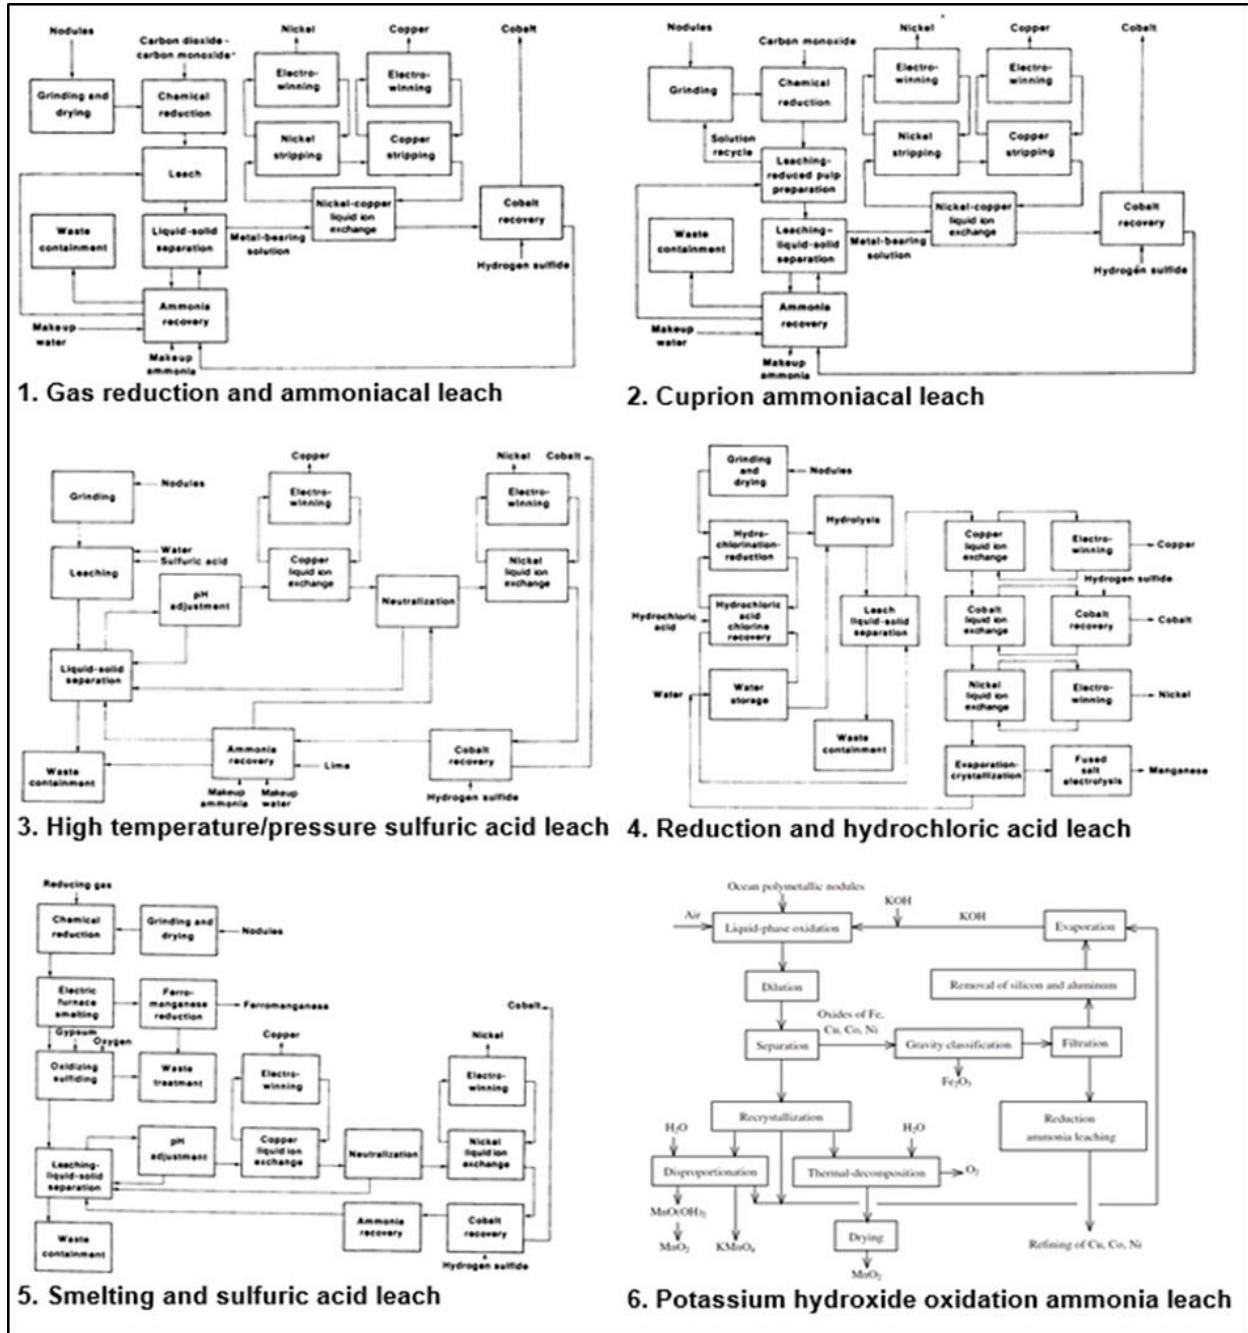 Nodules
Carbon dioxide-
carbon monoxide
Nickel
Copper
Cobalt
Grinding and
drying
Chemical
reduction
Electro-
winning
Electro-
winning
Leach
Nickel
stripping
Copper
stripping
Waste
containment
Liquid-solid
separation
Metal-bearing
solution
Nickel-copper
liquid ion
exchange
Cobalt
recovery
Hydrogen sulfide
Ammonia
recovery
Makeup
water
Makeup
ammonia
1. Gas reduction and ammoniacal leach
Nodules
Carbon monoxide
Nickel
Copper
Cobalt
Grinding
Chemical
reduction
Electro-
winning
Electro-
winning
Solution
recycle
Leaching-
reduced pulp
preparation
Nickel
stripping
Copper
stripping
Waste
containment
Leaching-
liquid-solid
separation
Metal-bearing
solution
Nickel-copper
liquid ion
exchange
Cobalt
recovery
Hydrogen sulfide
Ammonia
recovery
Makeup
water
Makeup
ammonia
2. Cuprion ammoniacal leach
Copper
Nickel
Cobalt
Grinding
Nodules
Electro-
winning
Electro-
winning
Leaching
Water
Sulfuric acid
pH
adjustment
Copper
liquid ion
exchange
Neutralization
Nickel
liquid ion
exchange
Liquid-solid
separation
Waste
containment
Ammonia
recovery
Lime
Cobalt
recovery
Makeup
ammonia
Makeup
water
Hydrogen sulfide
3. High temperature/pressure sulfuric acid leach
Grinding
and
drying
Nodules
Hydro-
chlorination-
reduction
Hydrolysis
Copper
liquid ion
exchange
Electro-
winning
Copper
Hydrogen sulfide
Hydrochloric
acid
Hydrochloric
acid
chlorine
recovery
Leach
liquid-solid
separation
Cobalt
liquid ion
exchange
Cobalt
recovery
Cobalt
Water
Water
storage
Nickel
liquid ion
exchange
Electro-
winning
Nickel
Waste
containment
Evaporation-
crystallization
Fused
salt
electrolysis
Manganese
4. Reduction and hydrochloric acid leach
Reducing gas
Chemical
reduction
Grinding and
drying
Nodules
Electric
furnace
smelting
Ferro-
manganese
reduction
Ferromanganese
Gypsum
Oxygen
Copper
Nickel
Cobalt
Oxidizing
sulfiding
Waste
treatment
Electro-
winning
Electro-
winning
pH
adjustment
Copper
liquid ion
exchange
Neutralization
Nickel
liquid ion
exchange
Leaching-
liquid-solid
separation
Ammonia
recovery
Cobalt
recovery
Waste
containment
Hydrogen sulfide
5. Smelting and sulfuric acid leach
Ocean polymetallic nodules
Air
Liquid-phase oxidation
KOH
KOH
Evaporation
Dilution
Removal of silicon and aluminum
Oxides of Fe,
Cu, Co, Ni
Separation
Gravity classification
Filtration
Fe₂O₃
Recrystallization
Reduction
ammonia leaching
H₂O
H₂O
Disproportionation
Thermal-decomposition
O₂
MnO(OH)₂
MnO₂
KMnO₄
Drying
MnO₂
Refining of Cu, Co, Ni
6. Potassium hydroxide oxidation ammonia leach